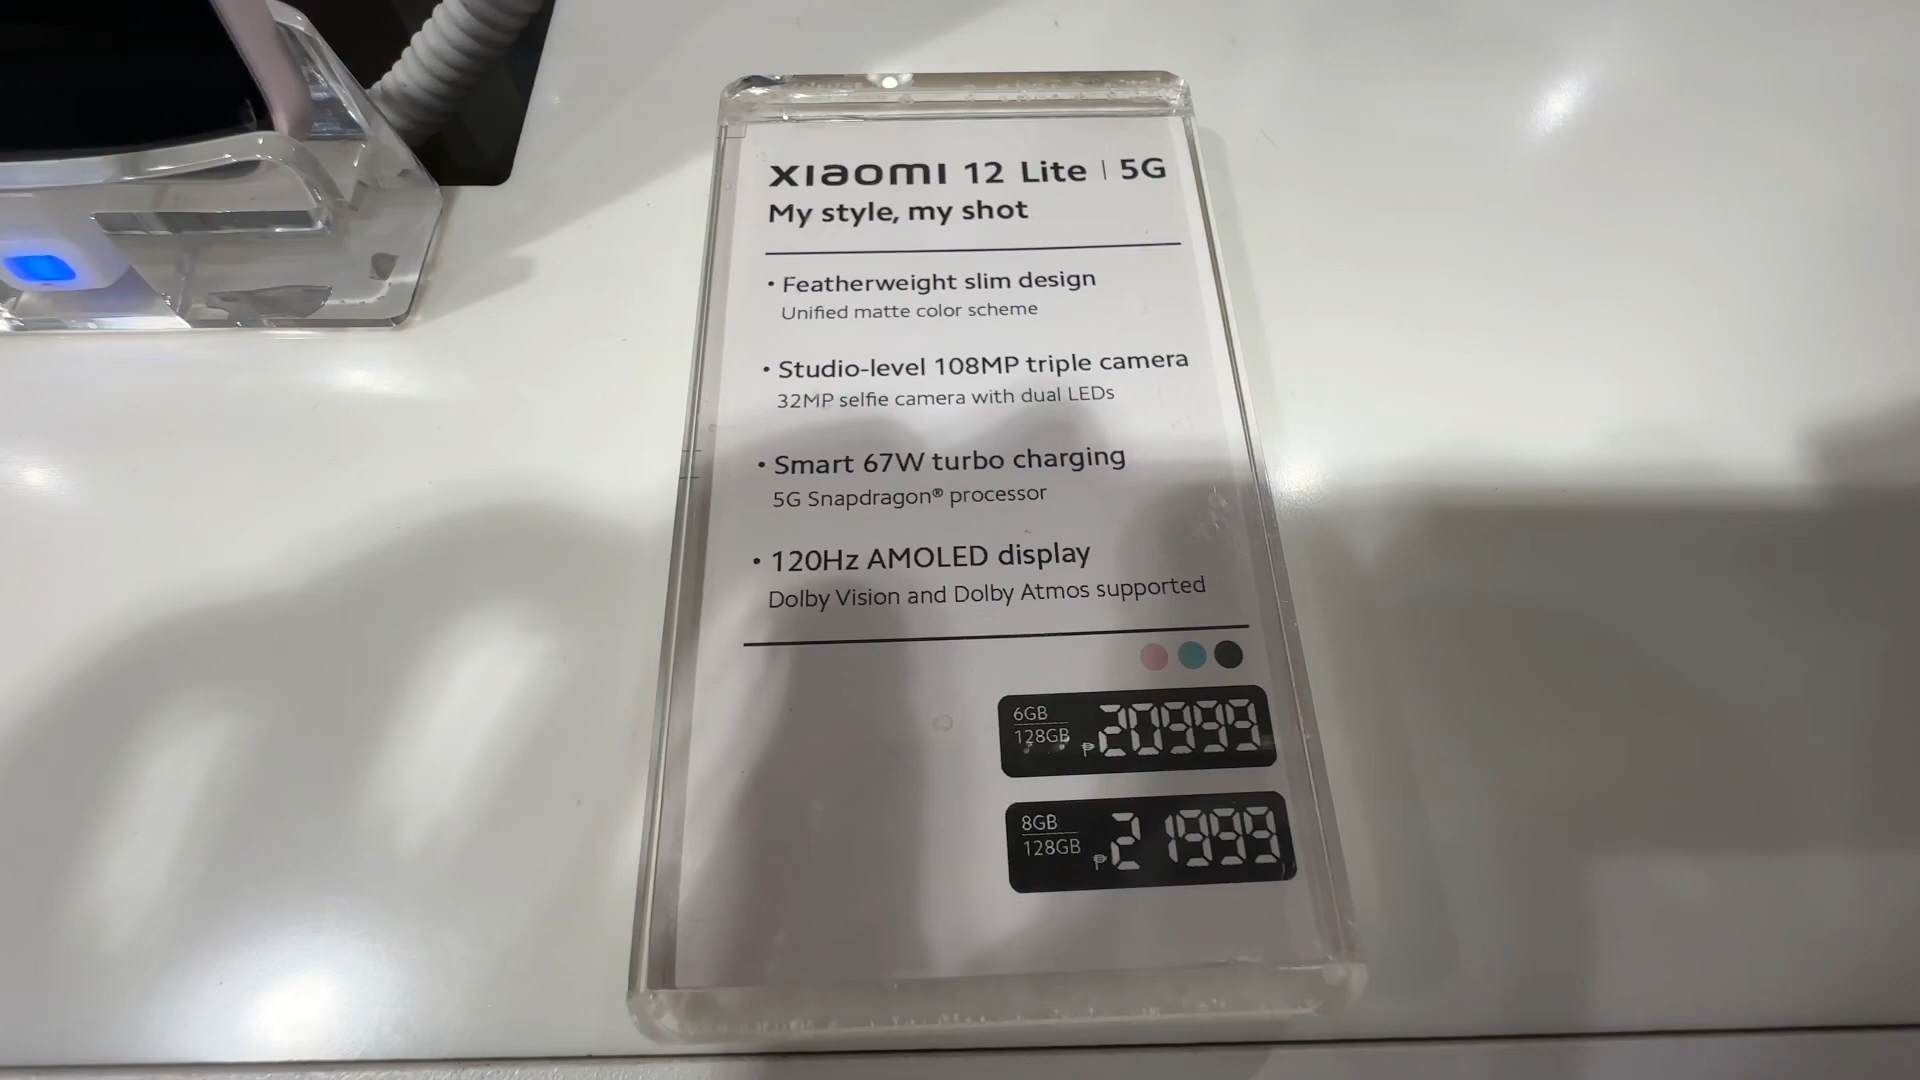 xiaomi 12 Lite | 5G
My style, my shot
• Featherweight slim design
Unified matte color scheme
• Studio-level 108MP triple camera
32MP selfie camera with dual LEDs
• Smart 67W turbo charging
5G Snapdragon® processor
• 120Hz AMOLED display
Dolby Vision and Dolby Atmos supported
6GB
128GB
₱20999
8GB
128GB
₱21999